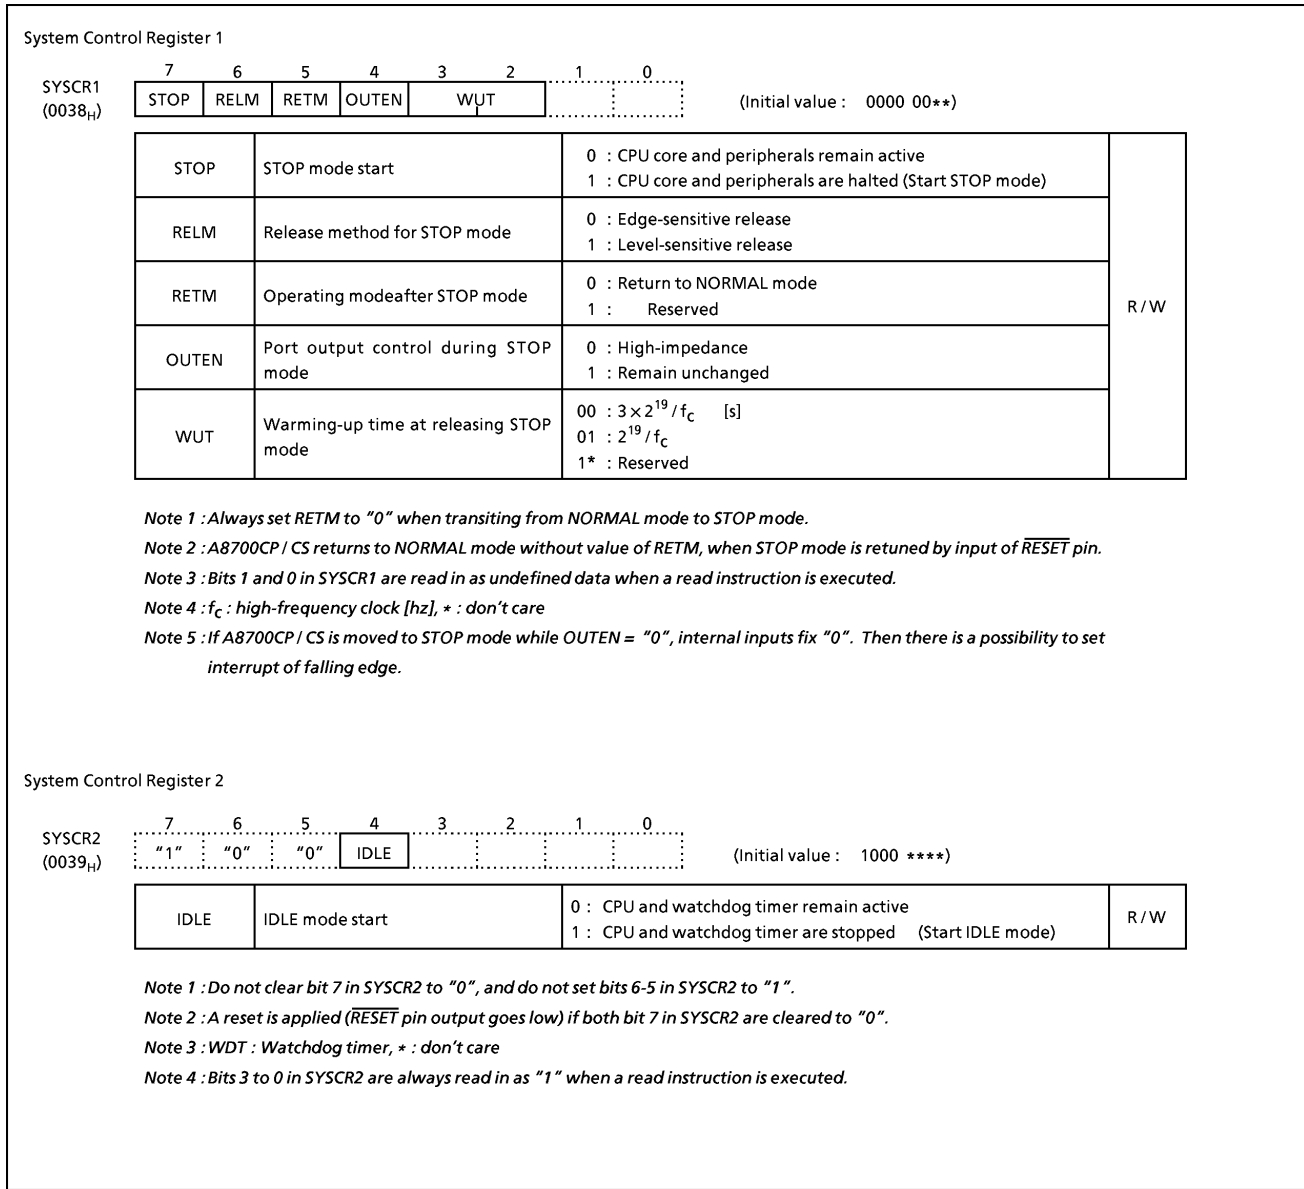 System Control Register 1
7 6 5 4 3 2 1 0
SYSCR1 (0038H) STOP RELM RETM OUTEN WUT (Initial value : 0000 00**)
STOP STOP mode start 0 : CPU core and peripherals remain active
1 : CPU core and peripherals are halted (Start STOP mode)
RELM Release method for STOP mode 0 : Edge-sensitive release
1 : Level-sensitive release
RETM Operating modeafter STOP mode 0 : Return to NORMAL mode
1 : Reserved
R / W
OUTEN Port output control during STOP mode 0 : High-impedance
1 : Remain unchanged
WUT Warming-up time at releasing STOP mode 00 : 3 × 2^19 / fc [s]
01 : 2^19 / fc
1* : Reserved
Note 1 : Always set RETM to "0" when transiting from NORMAL mode to STOP mode.
Note 2 : A8700CP / CS returns to NORMAL mode without value of RETM, when STOP mode is retuned by input of RESET pin.
Note 3 : Bits 1 and 0 in SYSCR1 are read in as undefined data when a read instruction is executed.
Note 4 : fc : high-frequency clock [hz], * : don't care
Note 5 : If A8700CP / CS is moved to STOP mode while OUTEN = "0", internal inputs fix "0". Then there is a possibility to set
interrupt of falling edge.
System Control Register 2
7 6 5 4 3 2 1 0
SYSCR2 (0039H) "1" "0" "0" IDLE (Initial value : 1000 ****)
IDLE IDLE mode start 0 : CPU and watchdog timer remain active
1 : CPU and watchdog timer are stopped (Start IDLE mode)
R / W
Note 1 : Do not clear bit 7 in SYSCR2 to "0", and do not set bits 6-5 in SYSCR2 to "1".
Note 2 : A reset is applied (RESET pin output goes low) if both bit 7 in SYSCR2 are cleared to "0".
Note 3 : WDT : Watchdog timer, * : don't care
Note 4 : Bits 3 to 0 in SYSCR2 are always read in as "1" when a read instruction is executed.